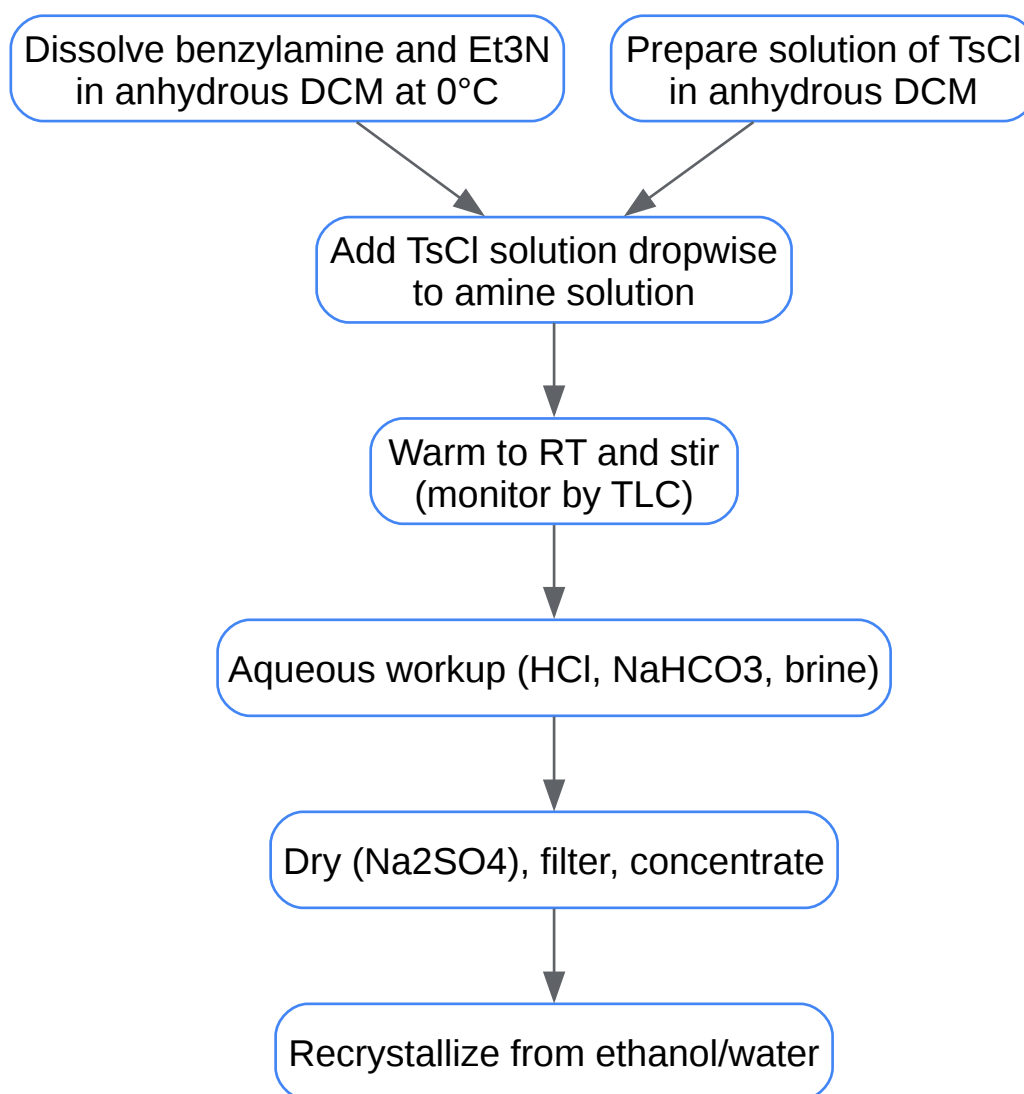 Dissolve benzylamine and Et3N
in anhydrous DCM at 0°C
Prepare solution of TsCl
in anhydrous DCM
Add TsCl solution dropwise
to amine solution
Warm to RT and stir
(monitor by TLC)
Aqueous workup (HCl, NaHCO3, brine)
Dry (Na2SO4), filter, concentrate
Recrystallize from ethanol/water